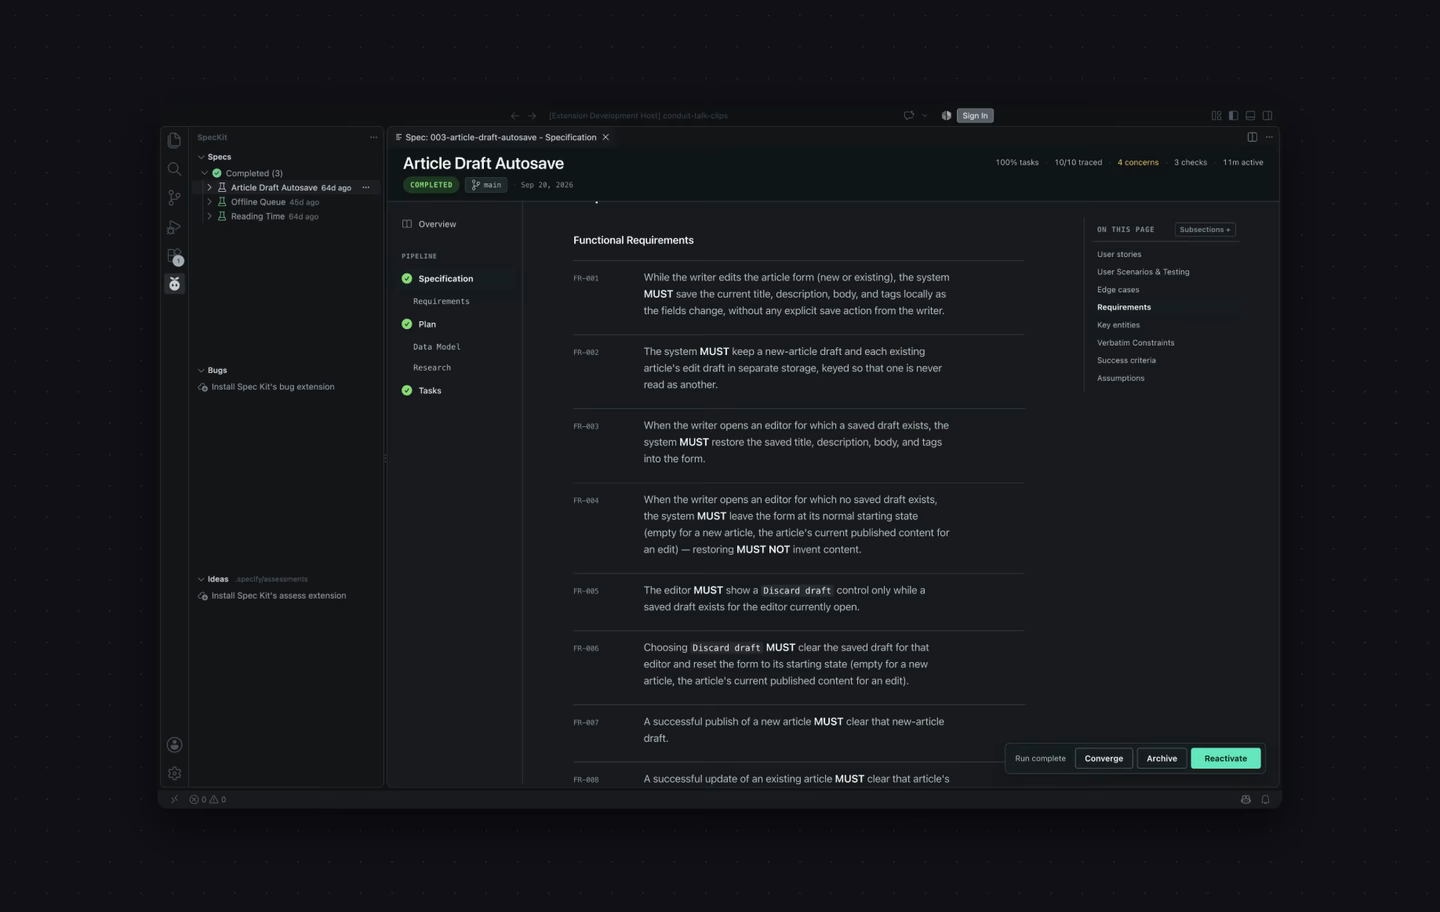 [Extension Development Host] conduit-talk-clips
Sign In
SpecKit
Spec: 003-article-draft-autosave - Specification
Specs
Completed (3)
Article Draft Autosave 64d ago
Offline Queue 45d ago
Reading Time 64d ago
1
Bugs
Install Spec Kit's bug extension
Ideas .specify/assessments
Install Spec Kit's assess extension
Article Draft Autosave
COMPLETED
main
Sep 20, 2026
100% tasks · 10/10 traced · 4 concerns · 3 checks · 11m active
Overview
PIPELINE
Specification
Requirements
Plan
Data Model
Research
Tasks
Functional Requirements
FR-001
While the writer edits the article form (new or existing), the system
MUST save the current title, description, body, and tags locally as
the fields change, without any explicit save action from the writer.
FR-002
The system MUST keep a new-article draft and each existing
article's edit draft in separate storage, keyed so that one is never
read as another.
FR-003
When the writer opens an editor for which a saved draft exists, the
system MUST restore the saved title, description, body, and tags
into the form.
FR-004
When the writer opens an editor for which no saved draft exists,
the system MUST leave the form at its normal starting state
(empty for a new article, the article's current published content for
an edit) — restoring MUST NOT invent content.
FR-005
The editor MUST show a Discard draft control only while a
saved draft exists for the editor currently open.
FR-006
Choosing Discard draft MUST clear the saved draft for that
editor and reset the form to its starting state (empty for a new
article, the article's current published content for an edit).
FR-007
A successful publish of a new article MUST clear that new-article
draft.
FR-008
A successful update of an existing article MUST clear that article's
ON THIS PAGE
Subsections +
User stories
User Scenarios & Testing
Edge cases
Requirements
Key entities
Verbatim Constraints
Success criteria
Assumptions
Run complete
Converge
Archive
Reactivate
0 0